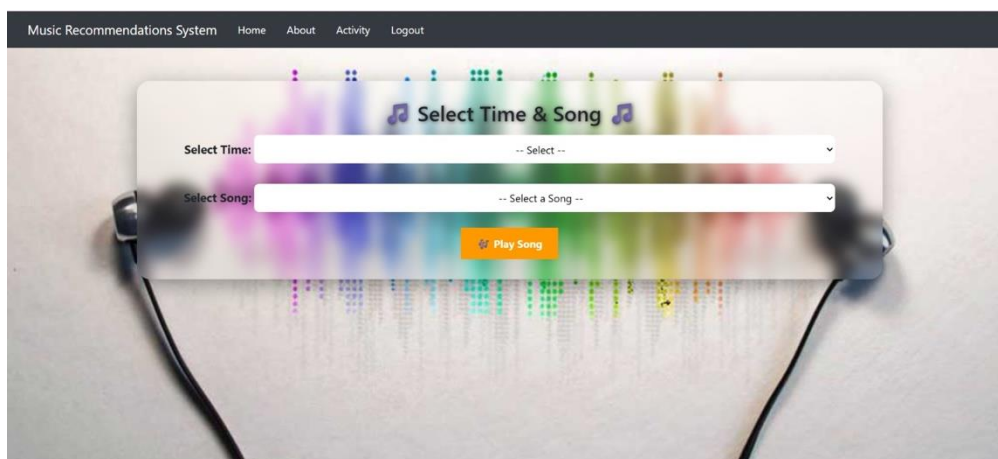 Music Recommendations System Home About Activity Logout
🎵 Select Time & Song 🎵
Select Time: -- Select --
Select Song: -- Select a Song --
🎶 Play Song